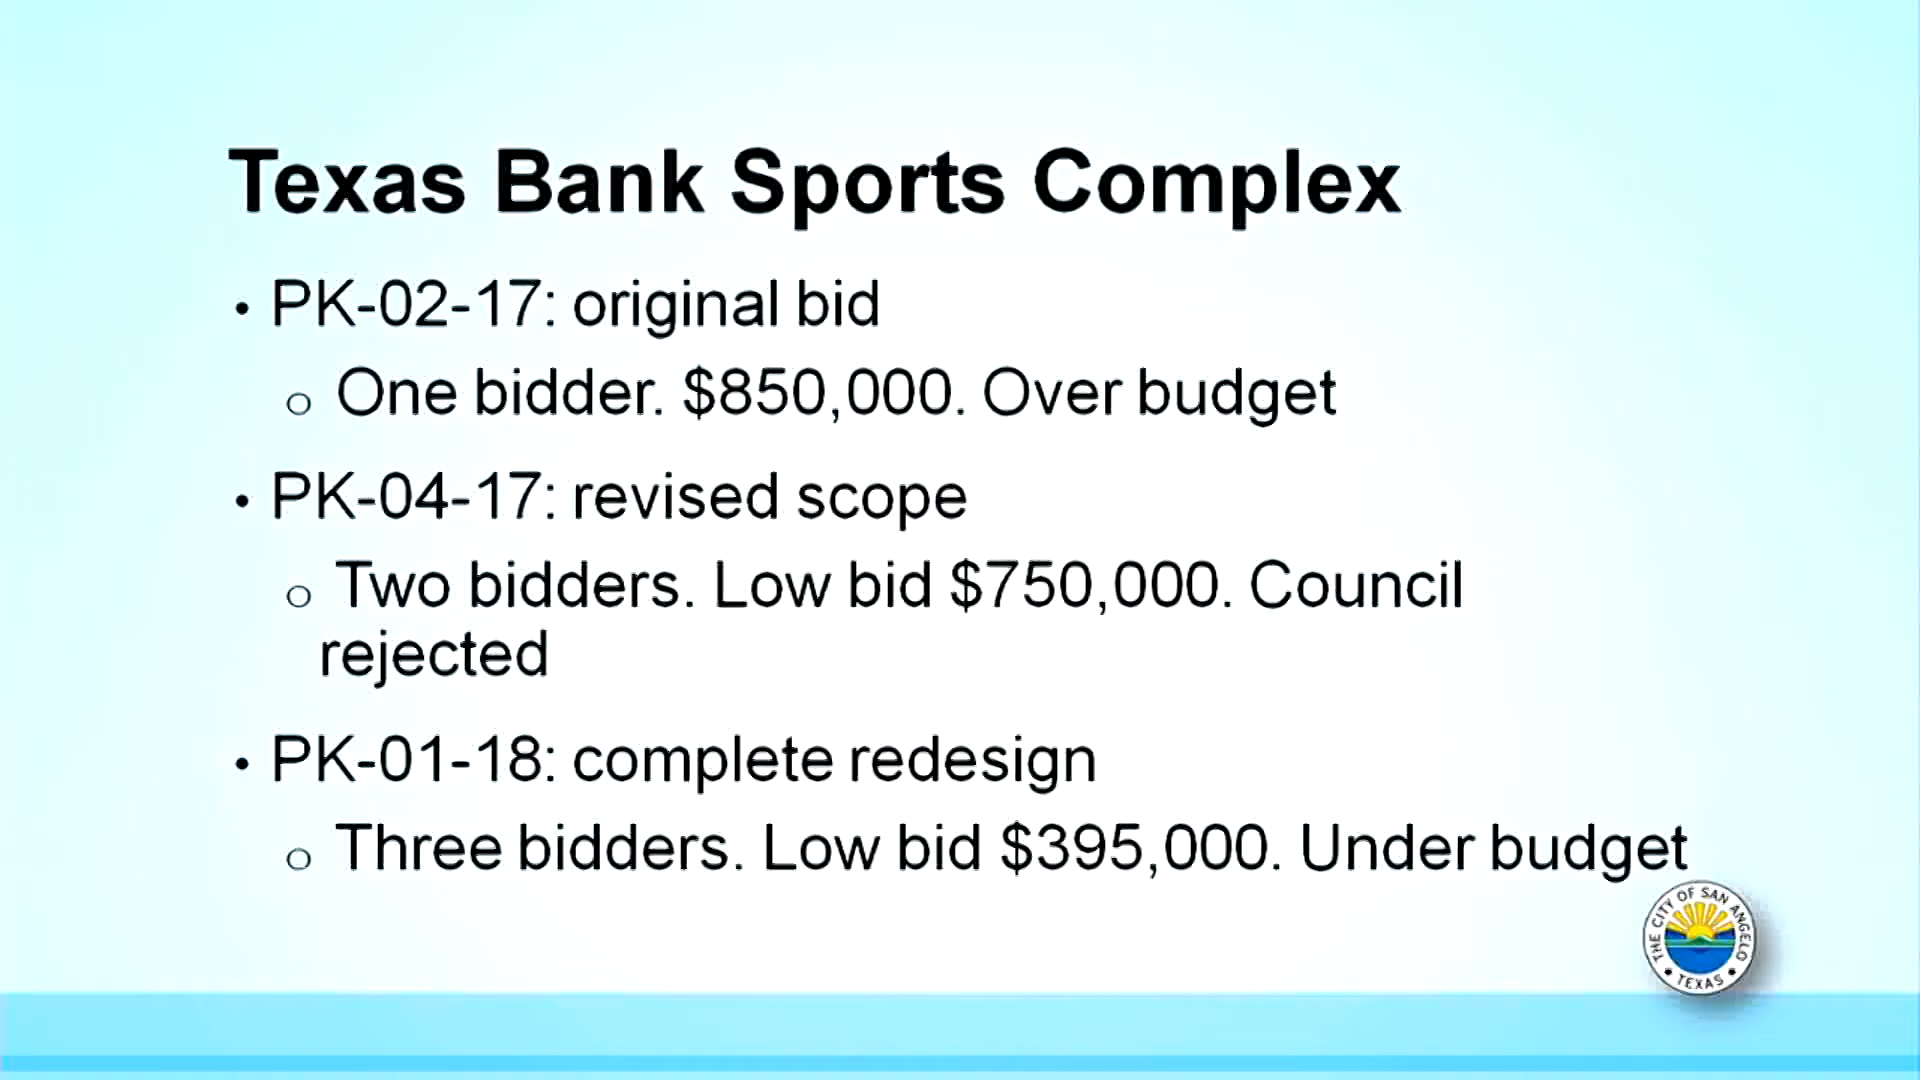 Texas Bank Sports Complex
• PK-02-17: original bid
o One bidder. $850,000. Over budget
• PK-04-17: revised scope
o Two bidders. Low bid $750,000. Council
rejected
• PK-01-18: complete redesign
o Three bidders. Low bid $395,000. Under budget
THE CITY OF SAN ANGELO
• TEXAS •